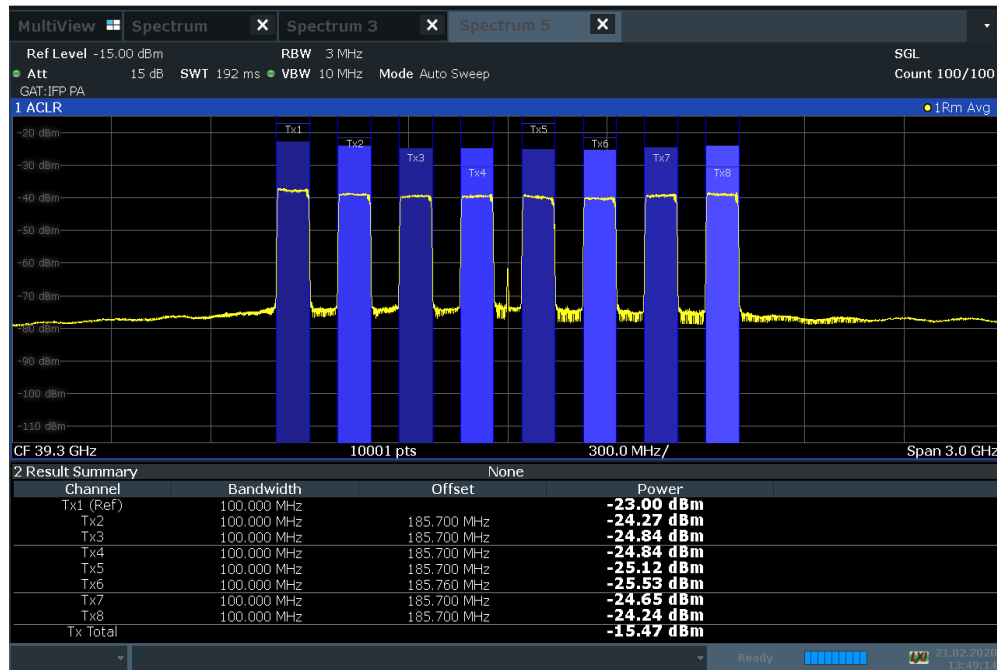 MultiView Spectrum X Spectrum 3 X Spectrum 5 X
Ref Level -15.00 dBm RBW 3 MHz SGL
Att 15 dB SWT 192 ms VBW 10 MHz Mode Auto Sweep Count 100/100
GAT:IFP PA
1 ACLR 1Rm Avg
-20 dBm
Tx1 Tx5
Tx2 Tx6
Tx3 Tx7
-30 dBm
Tx4 Tx8
-40 dBm
-50 dBm
-60 dBm
-70 dBm
-80 dBm
-90 dBm
-100 dBm
-110 dBm
CF 39.3 GHz 10001 pts 300.0 MHz/ Span 3.0 GHz
2 Result Summary None
Channel Bandwidth Offset Power
Tx1 (Ref) 100.000 MHz -23.00 dBm
Tx2 100.000 MHz 185.700 MHz -24.27 dBm
Tx3 100.000 MHz 185.700 MHz -24.84 dBm
Tx4 100.000 MHz 185.700 MHz -24.84 dBm
Tx5 100.000 MHz 185.700 MHz -25.12 dBm
Tx6 100.000 MHz 185.760 MHz -25.53 dBm
Tx7 100.000 MHz 185.700 MHz -24.65 dBm
Tx8 100.000 MHz 185.700 MHz -24.24 dBm
Tx Total -15.47 dBm
Ready LXI 21.02.2020
13:49:14